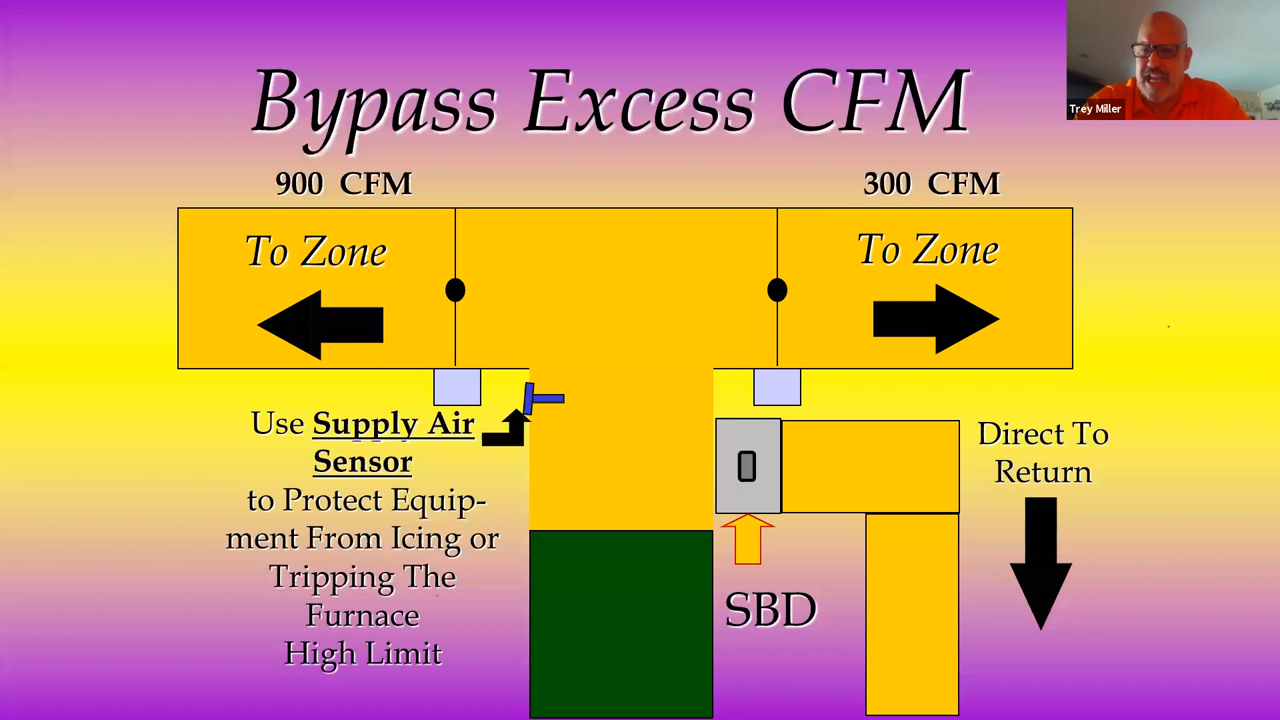 Bypass Excess CFM
Trey Miller
900 CFM
300 CFM
To Zone
To Zone
Use Supply Air
Sensor
to Protect Equip-
ment From Icing or
Tripping The
Furnace
High Limit
Direct To
Return
SBD